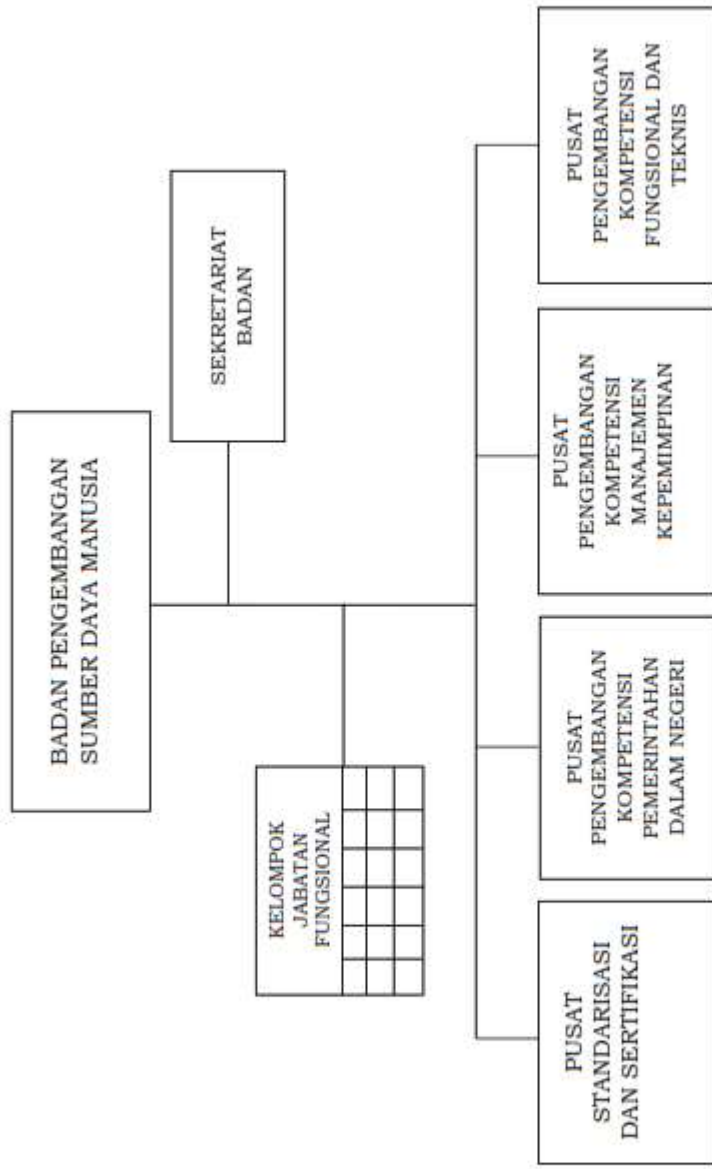 BADAN PENGEMBANGAN
SUMBER DAYA MANUSIA
SEKRETARIAT
BADAN
KELOMPOK
JABATAN
FUNGSIONAL
PUSAT
STANDARISASI
DAN SERTIFIKASI
PUSAT
PENGEMBANGAN
KOMPETENSI
PEMERINTAHAN
DALAM NEGERI
PUSAT
PENGEMBANGAN
KOMPETENSI
MANAJEMEN
KEPEMIMPINAN
PUSAT
PENGEMBANGAN
KOMPETENSI
FUNGSIONAL DAN
TEKNIS